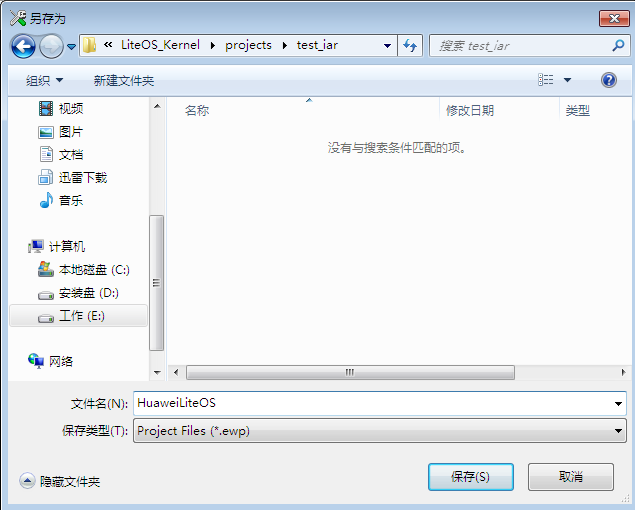 另存为
« LiteOS_Kernel projects test_iar
搜索 test_iar
组织 新建文件夹
名称 修改日期 类型
没有与搜索条件匹配的项。
视频
图片
文档
迅雷下载
音乐
计算机
本地磁盘 (C:)
安装盘 (D:)
工作 (E:)
网络
文件名(N): HuaweiLiteOS
保存类型(T): Project Files (*.ewp)
隐藏文件夹 保存(S) 取消